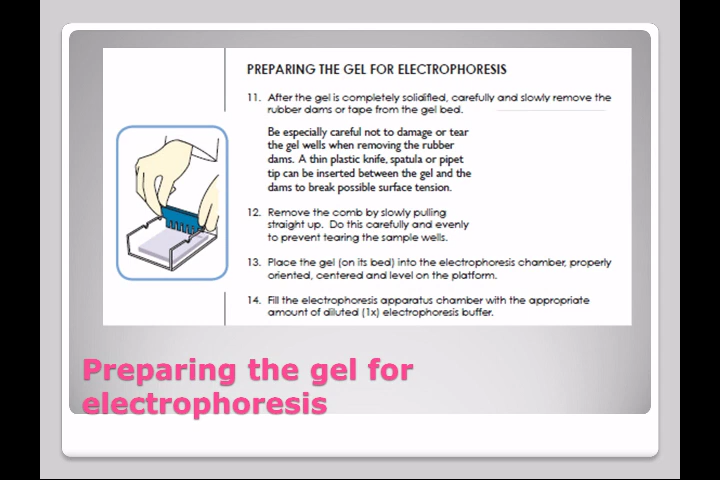 PREPARING THE GEL FOR ELECTROPHORESIS
11. After the gel is completely solidified, carefully and slowly remove the
rubber dams or tape from the gel bed.
Be especially careful not to damage or tear
the gel wells when removing the rubber
dams. A thin plastic knife, spatula or pipet
tip can be inserted between the gel and the
dams to break possible surface tension.
12. Remove the comb by slowly pulling
straight up. Do this carefully and evenly
to prevent tearing the sample wells.
13. Place the gel (on its bed) into the electrophoresis chamber, properly
oriented, centered and level on the platform.
14. Fill the electrophoresis apparatus chamber with the appropriate
amount of diluted (1x) electrophoresis buffer.
Preparing the gel for
electrophoresis